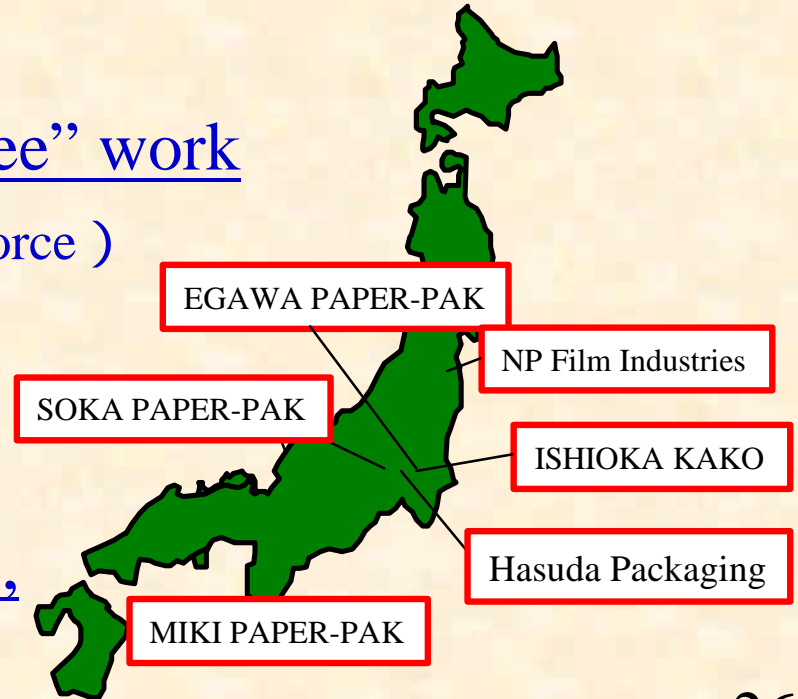 ee” work
orce )
EGAWA PAPER-PAK
NP Film Industries
SOKA PAPER-PAK
ISHIOKA KAKO
Hasuda Packaging
,
MIKI PAPER-PAK